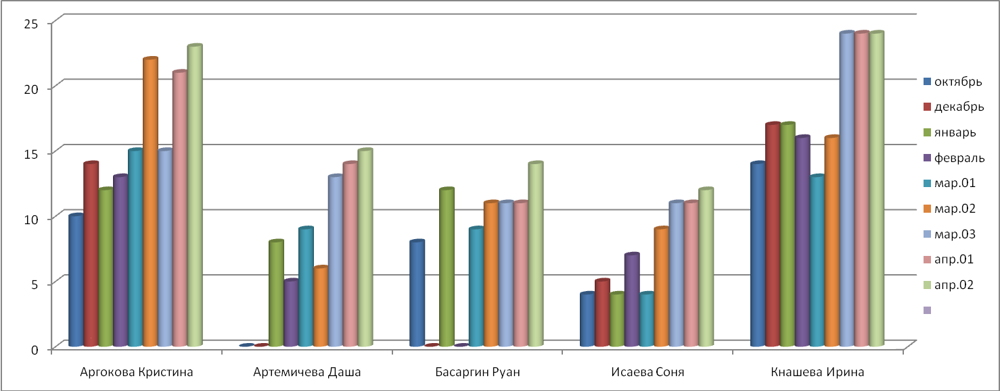 25
20
15
10
5
0
Аргокова Кристина
Артемичева Даша
Басаргин Руан
Исаева Соня
Кнашева Ирина
октябрь
декабрь
январь
февраль
мар.01
мар.02
мар.03
апр.01
апр.02